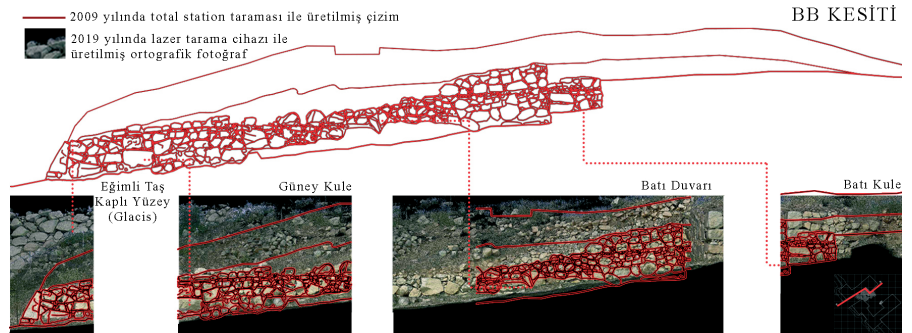 2009 yılında total station taraması ile üretilmiş çizim
BB KESİTİ
2019 yılında lazer tarama cihazı ile
üretilmiş ortografik fotoğraf
Eğimli Taş
Kaplı Yüzey
(Glacis)
Güney Kule
Batı Duvarı
Batı Kule